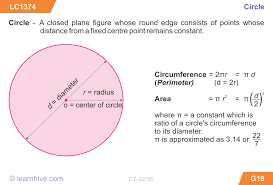 LC1374
Circle
Circle - A closed plane figure whose round edge consists of points whose
distance from a fixed centre point remains constant.
d = diameter
r = radius
o = center of circle
Circumference = 2πr = π d
(Perimeter) (d = 2r)
Area = π r² = π(d/2)²
where π = a constant which is
ratio of a circle's circumference
to its diameter.
π is approximated as 3.14 or 22/7
© learnhive.com
G19